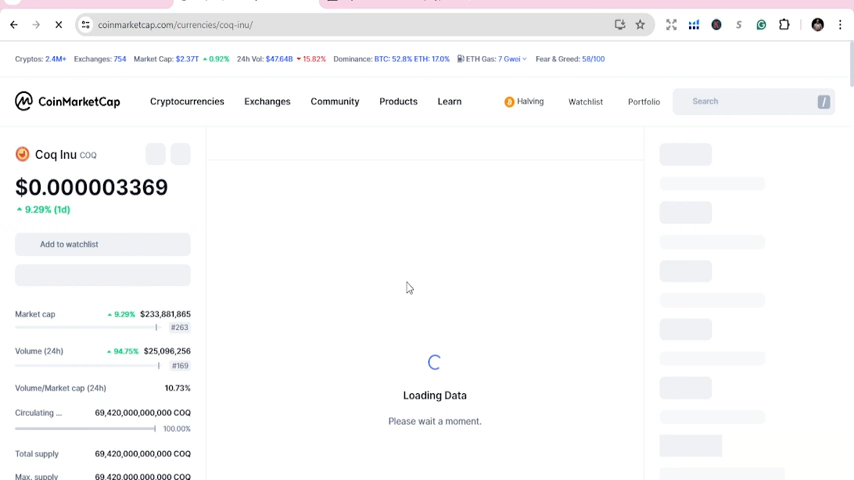 coinmarketcap.com/currencies/coq-inu/
Cryptos: 2.4M+ Exchanges: 754 Market Cap: $2.37T 0.92% 24h Vol: $47.64B 15.82% Dominance: BTC: 52.8% ETH: 17.0% ETH Gas: 7 Gwei Fear & Greed: 58/100
CoinMarketCap Cryptocurrencies Exchanges Community Products Learn Halving Watchlist Portfolio Search /
Coq Inu COQ
$0.000003369
9.29% (1d)
Add to watchlist
Market cap 9.29% $233,881,865
#263
Volume (24h) 94.75% $25,096,256
#169
Volume/Market cap (24h) 10.73%
Circulating ... 69,420,000,000,000 COQ
100.00%
Total supply 69,420,000,000,000 COQ
Max. supply 69,420,000,000,000 COQ
Loading Data
Please wait a moment.